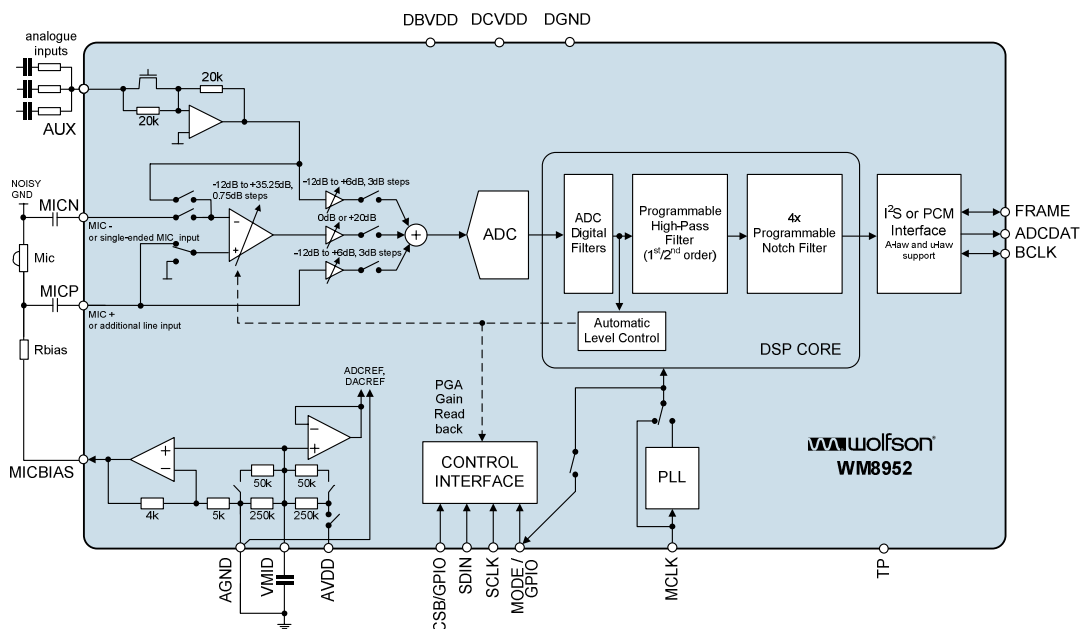 DBVDD DCVDD DGND
analogue
inputs
AUX
20k
20k
-12dB to +35.25dB,
0.75dB steps
-12dB to +6dB, 3dB steps
0dB or +20dB
-12dB to +6dB, 3dB steps
NOISY
GND
MICN
MIC -
or single-ended MIC input
Mic
MICP
MIC +
or additional line input
Rbias
ADC
ADC
Digital
Filters
Programmable
High-Pass
Filter
(1st/2nd order)
4x
Programmable
Notch Filter
I2S or PCM
Interface
A-law and u-law
support
FRAME
ADCDAT
BCLK
Automatic
Level Control
DSP CORE
ADCREF,
DACREF
PGA
Gain
Read
back
MICBIAS
4k
5k
50k
50k
250k
250k
CONTROL
INTERFACE
PLL
wolfson
WM8952
AGND
VMID
AVDD
CSB/GPIO
SDIN
SCLK
MODE /
GPIO
MCLK
TP